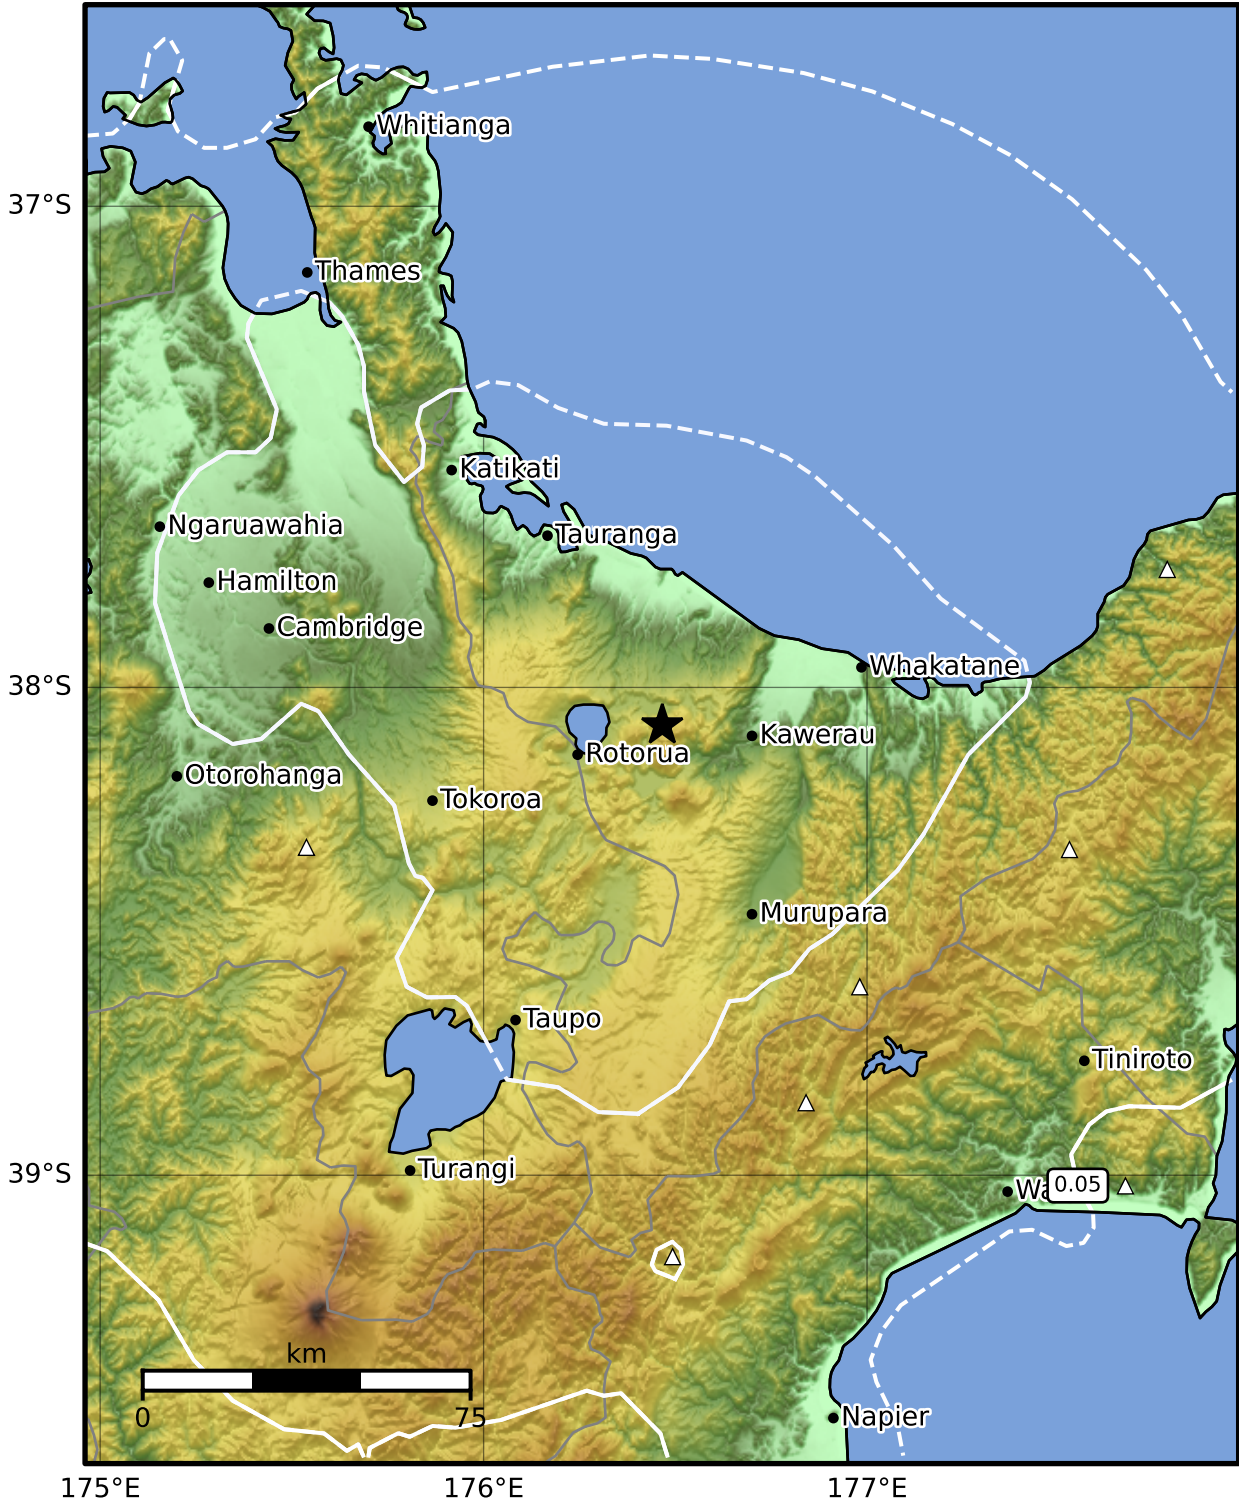 Whitianga
37°S
Thames
Katikati
Ngaruawahia
Tauranga
Hamilton
Cambridge
Whakatane
38°S
Kawerau
Rotorua
Otorohanga
Tokoroa
Murupara
Taupo
Tiniroto
Turangi
39°S
0.05
km
0
75
Napier
175°E
176°E
177°E